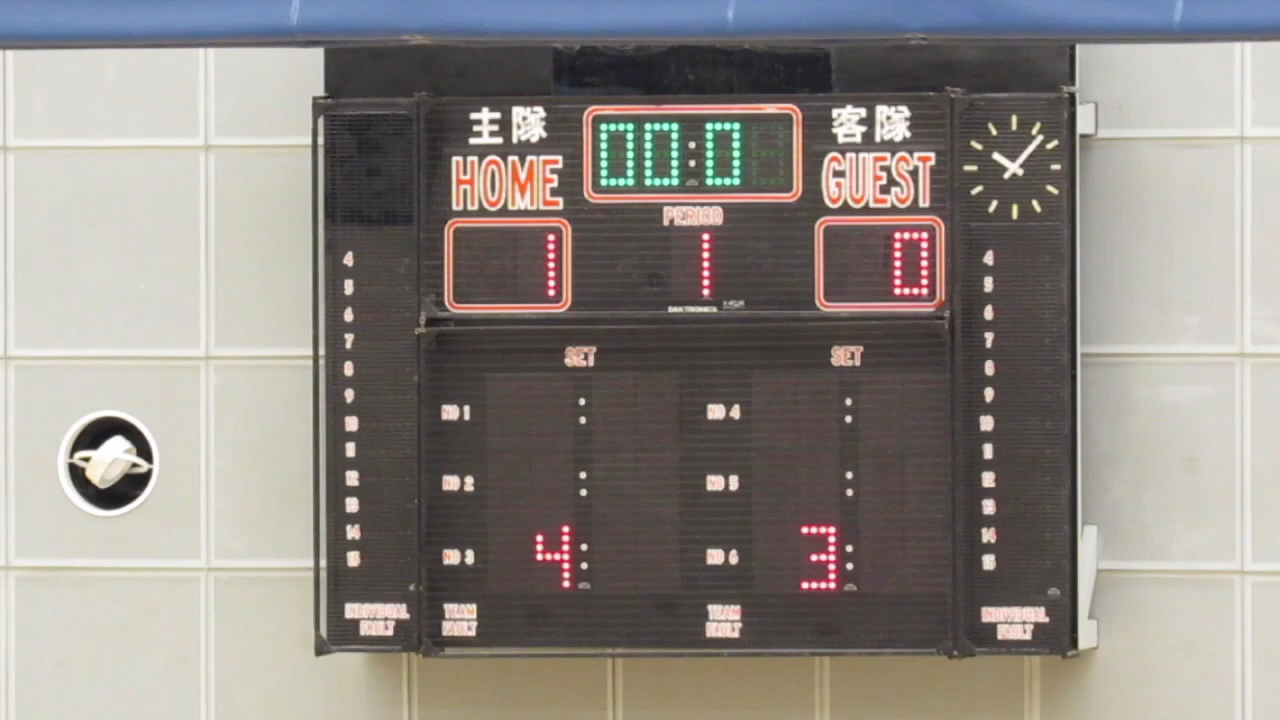 主隊 00:0 客隊
HOME GUEST
PERIOD
1 1 0
DAKTRONICS
SET SET
NO 1 : NO 4 :
NO 2 : NO 5 :
NO 3 4 : NO 6 3 :
TEAM FAULT TEAM FAULT
4
5
6
7
8
9
10
11
12
13
14
15
INDIVIDUAL
FAULT
4
5
6
7
8
9
10
11
12
13
14
15
INDIVIDUAL
FAULT